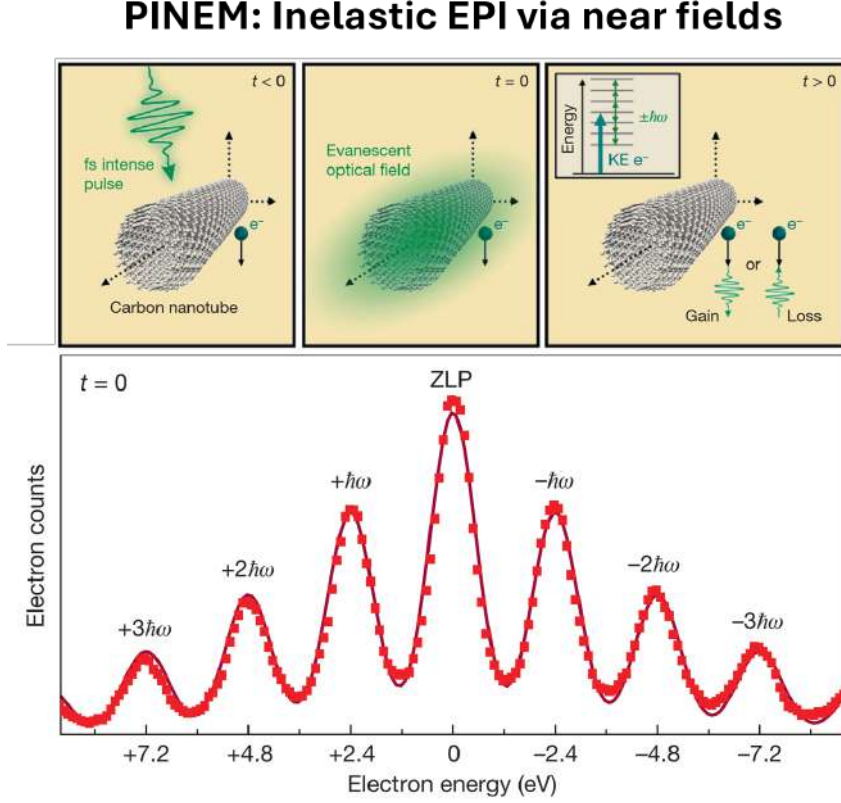 PINEM: Inelastic EPI via near fields
t < 0
fs intense
pulse
e⁻
Carbon nanotube
t = 0
Evanescent
optical field
e⁻
t > 0
Energy
±ℏω
KE e⁻
e⁻
e⁻
or
Gain
Loss
t = 0
ZLP
+ℏω
−ℏω
+2ℏω
−2ℏω
+3ℏω
−3ℏω
Electron counts
+7.2 +4.8 +2.4 0 −2.4 −4.8 −7.2
Electron energy (eV)